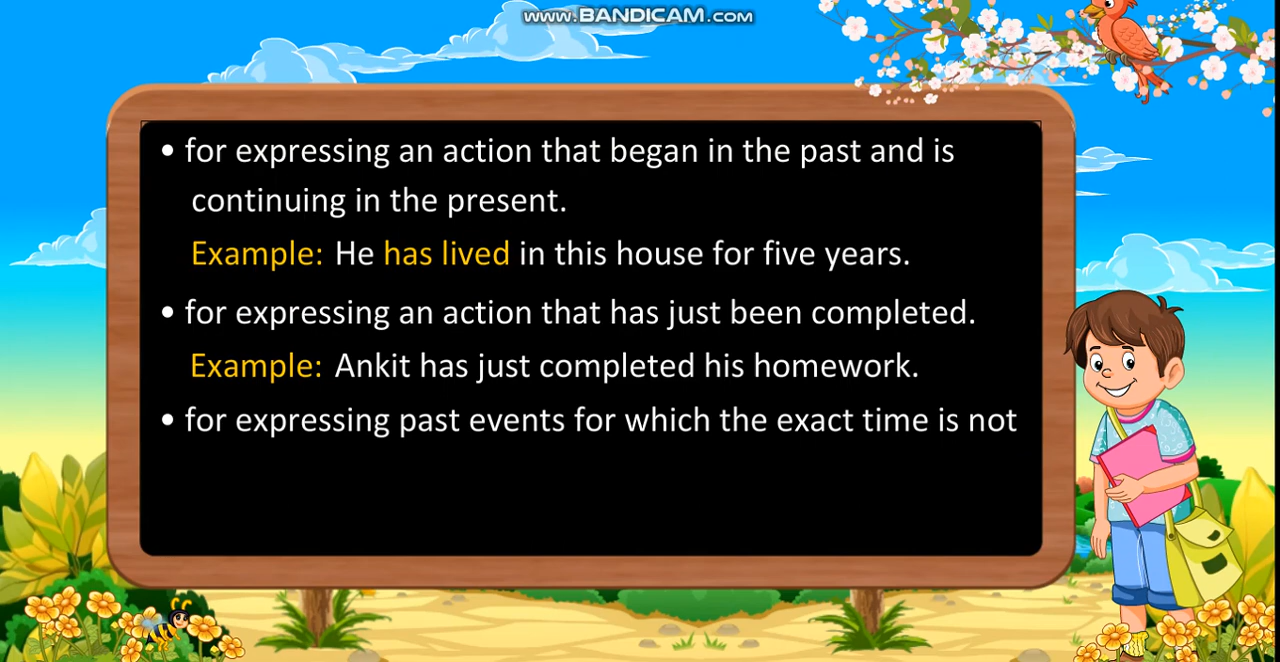 www.BANDICAM.com
• for expressing an action that began in the past and is
continuing in the present.
Example: He has lived in this house for five years.
• for expressing an action that has just been completed.
Example: Ankit has just completed his homework.
• for expressing past events for which the exact time is not